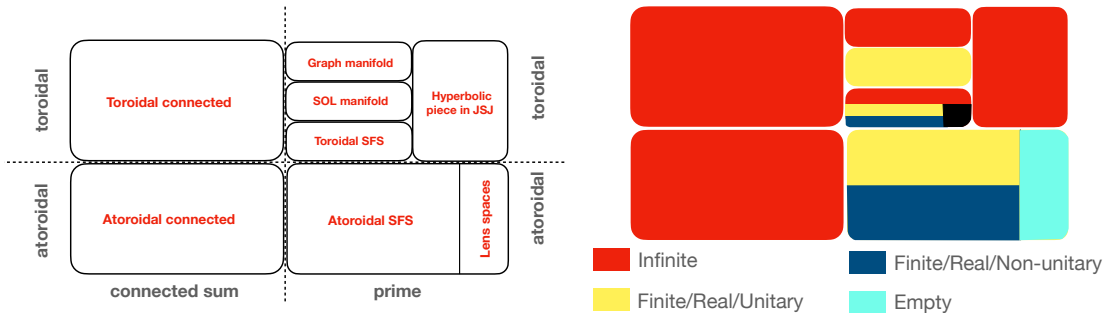 toroidal
atoroidal
Toroidal connected
Graph manifold
SOL manifold
Toroidal SFS
Hyperbolic
piece in JSJ
toroidal
Atoroidal connected
Atoroidal SFS
Lens spaces
atoroidal
connected sum
prime
Infinite
Finite/Real/Non-unitary
Finite/Real/Unitary
Empty